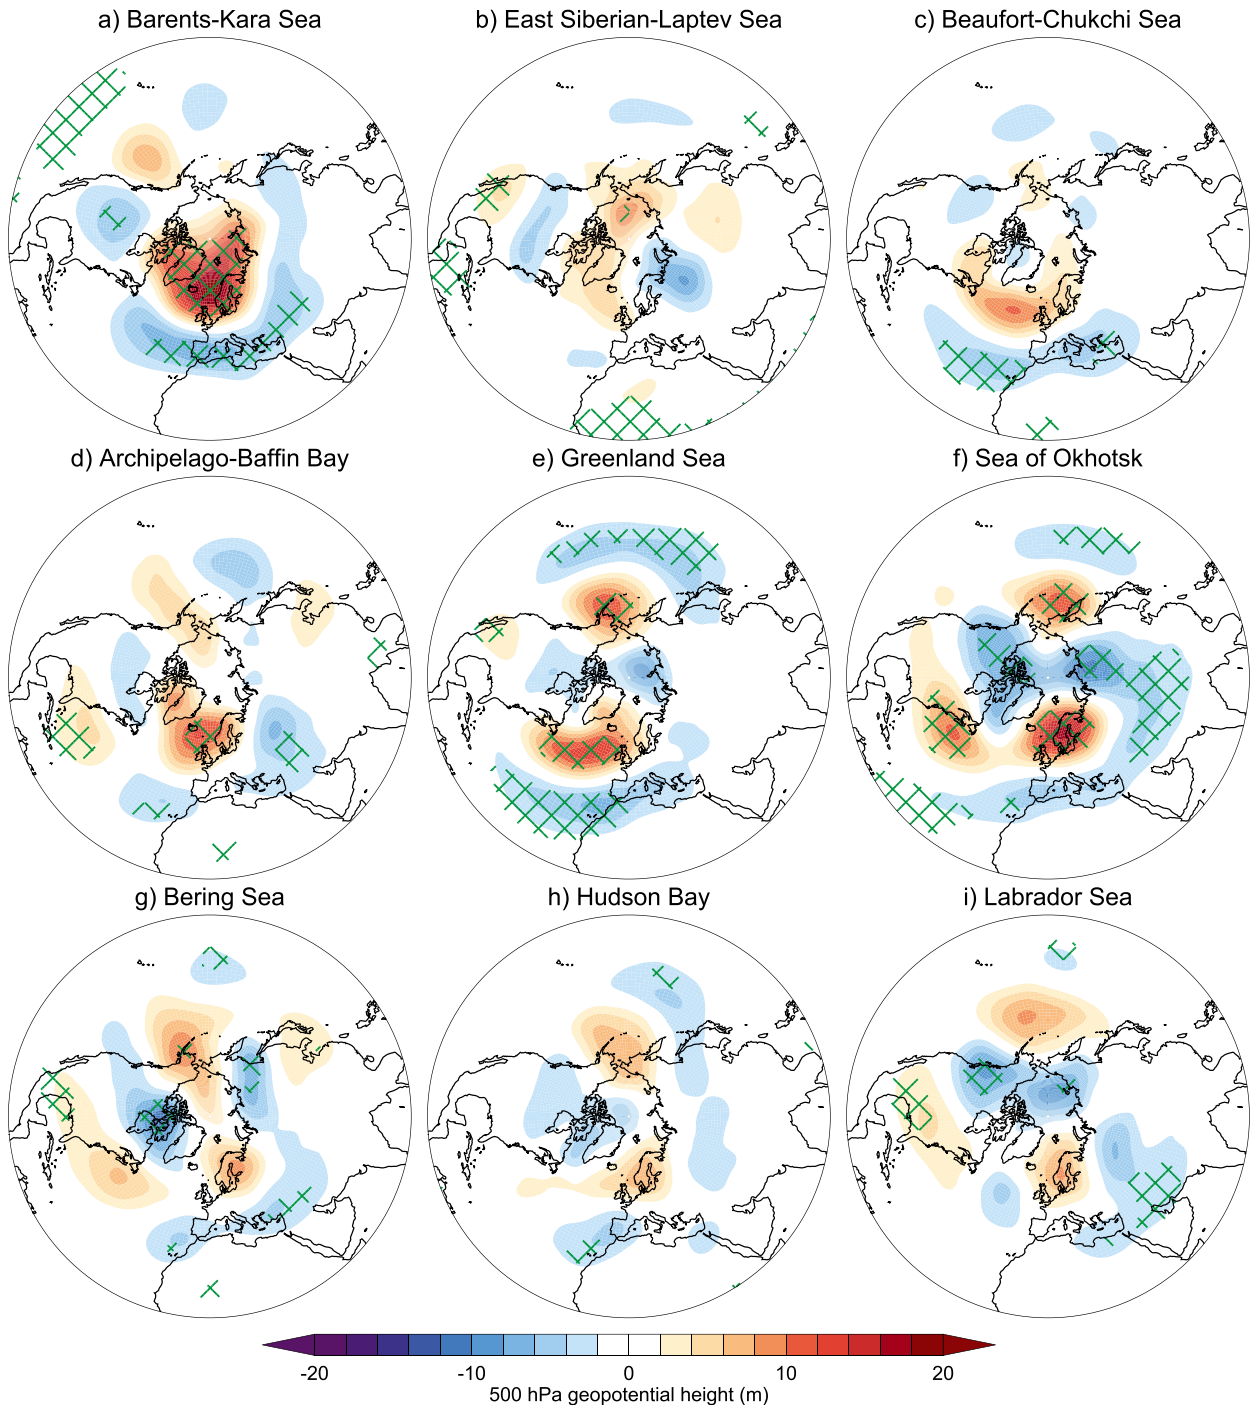 a) Barents-Kara Sea
b) East Siberian-Laptev Sea
c) Beaufort-Chukchi Sea
d) Archipelago-Baffin Bay
e) Greenland Sea
f) Sea of Okhotsk
g) Bering Sea
h) Hudson Bay
i) Labrador Sea
-20 -10 0 10 20
500 hPa geopotential height (m)